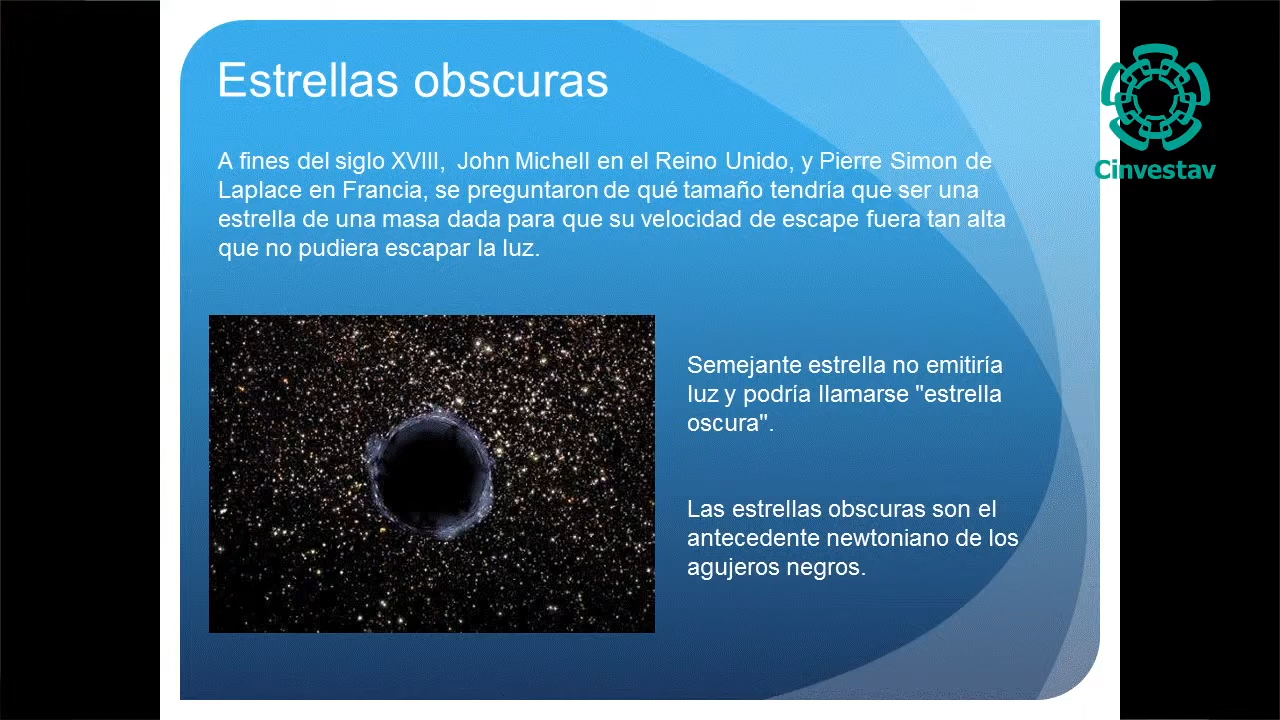 Estrellas obscuras
A fines del siglo XVIII, John Michell en el Reino Unido, y Pierre Simon de
Laplace en Francia, se preguntaron de qué tamaño tendría que ser una
estrella de una masa dada para que su velocidad de escape fuera tan alta
que no pudiera escapar la luz.
Semejante estrella no emitiría
luz y podría llamarse "estrella
oscura".
Las estrellas obscuras son el
antecedente newtoniano de los
agujeros negros.
Cinvestav